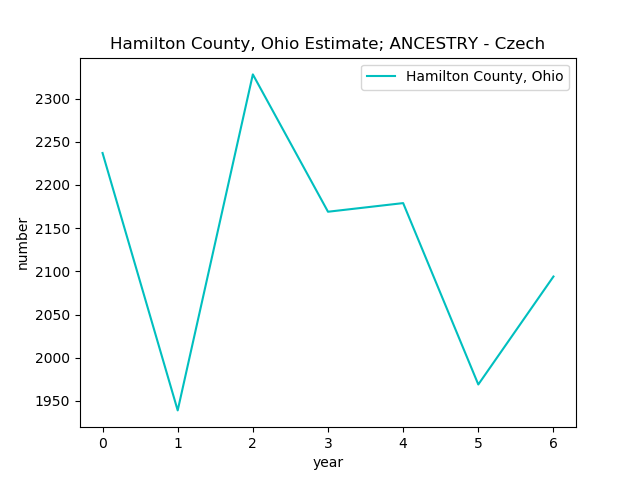 Hamilton County, Ohio Estimate; ANCESTRY - Czech
Hamilton County, Ohio
number
2300
2250
2200
2150
2100
2050
2000
1950
0 1 2 3 4 5 6
year